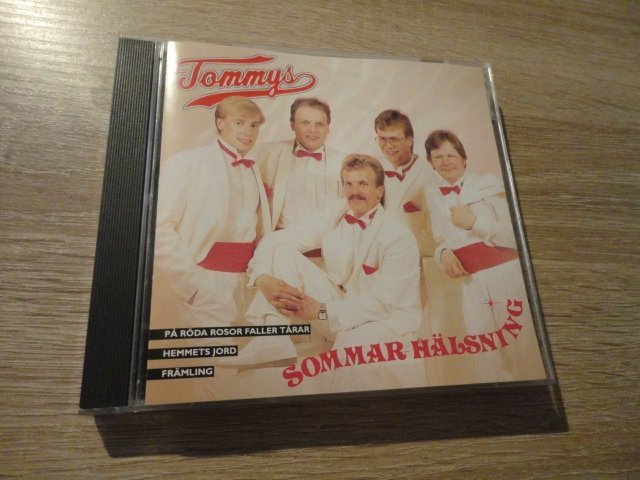 Tommys
PÅ RÖDA ROSOR FALLER TÅRAR
HEMMETS JORD
FRÄMLING
SOMMAR HÄLSNING